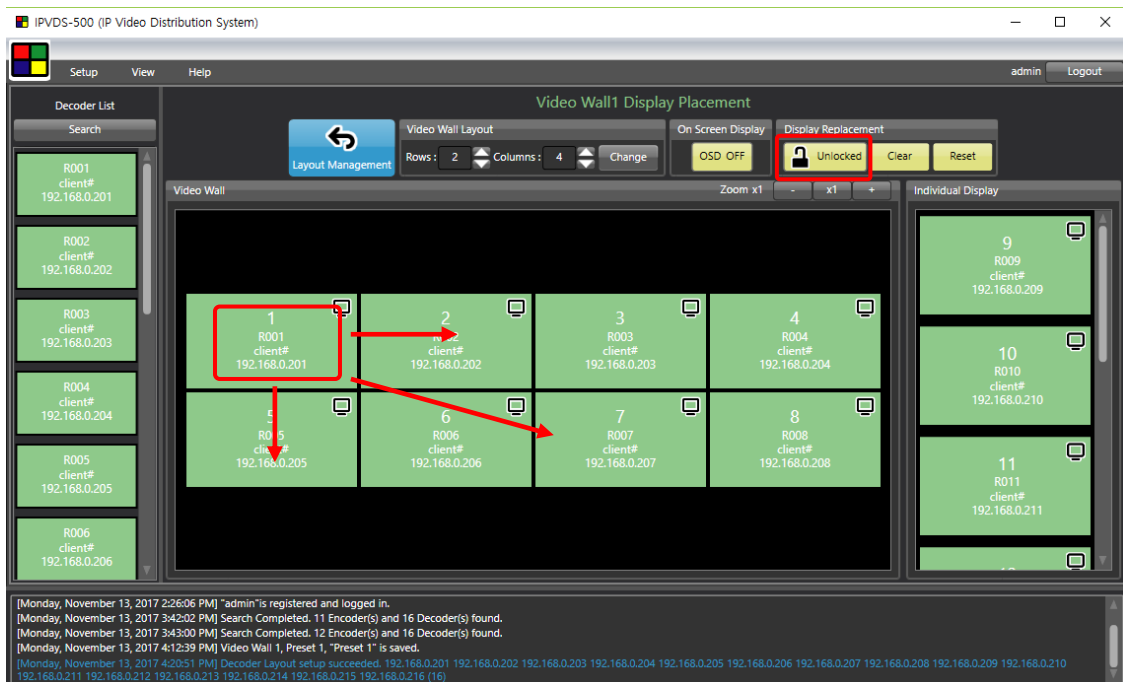 IPVDS-500 (IP Video Distribution System)
Setup View Help admin Logout
Decoder List
Search
R001
client#
192.168.0.201
R002
client#
192.168.0.202
R003
client#
192.168.0.203
R004
client#
192.168.0.204
R005
client#
192.168.0.205
R006
client#
192.168.0.206
Video Wall1 Display Placement
Layout Management
Video Wall Layout
Rows : 2 Columns : 4 Change
On Screen Display
OSD OFF
Display Replacement
Unlocked Clear Reset
Video Wall Zoom x1 - x1 +
1
R001
client#
192.168.0.201
2
client#
192.168.0.202
3
R003
client#
192.168.0.203
4
R004
client#
192.168.0.204
5
192.168.0.205
6
R006
client#
192.168.0.206
7
R007
client#
192.168.0.207
8
R008
client#
192.168.0.208
Individual Display
9
R009
client#
192.168.0.209
10
R010
client#
192.168.0.210
11
R011
client#
192.168.0.211
[Monday, November 13, 2017 2:26:06 PM] "admin"is registered and logged in.
[Monday, November 13, 2017 3:42:02 PM] Search Completed. 11 Encoder(s) and 16 Decoder(s) found.
[Monday, November 13, 2017 3:43:00 PM] Search Completed. 12 Encoder(s) and 16 Decoder(s) found.
[Monday, November 13, 2017 4:12:39 PM] Video Wall 1, Preset 1, "Preset 1" is saved.
[Monday, November 13, 2017 4:20:51 PM] Decoder Layout setup succeeded. 192.168.0.201 192.168.0.202 192.168.0.203 192.168.0.204 192.168.0.205 192.168.0.206 192.168.0.207 192.168.0.208 192.168.0.209 192.168.0.210
192.168.0.211 192.168.0.212 192.168.0.213 192.168.0.214 192.168.0.215 192.168.0.216 (16)